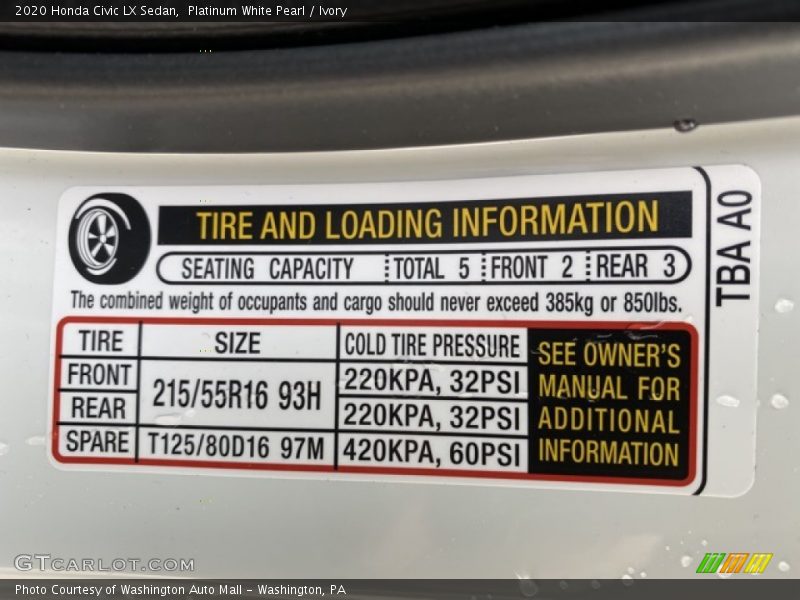 2020 Honda Civic LX Sedan, Platinum White Pearl / Ivory
TIRE AND LOADING INFORMATION
SEATING CAPACITY TOTAL 5 FRONT 2 REAR 3
The combined weight of occupants and cargo should never exceed 385kg or 850lbs.
TIRE SIZE COLD TIRE PRESSURE
FRONT 215/55R16 93H 220KPA, 32PSI
REAR 220KPA, 32PSI
SPARE T125/80D16 97M 420KPA, 60PSI
SEE OWNER'S
MANUAL FOR
ADDITIONAL
INFORMATION
TBA A0
GTCARLOT.COM
Photo Courtesy of Washington Auto Mall - Washington, PA